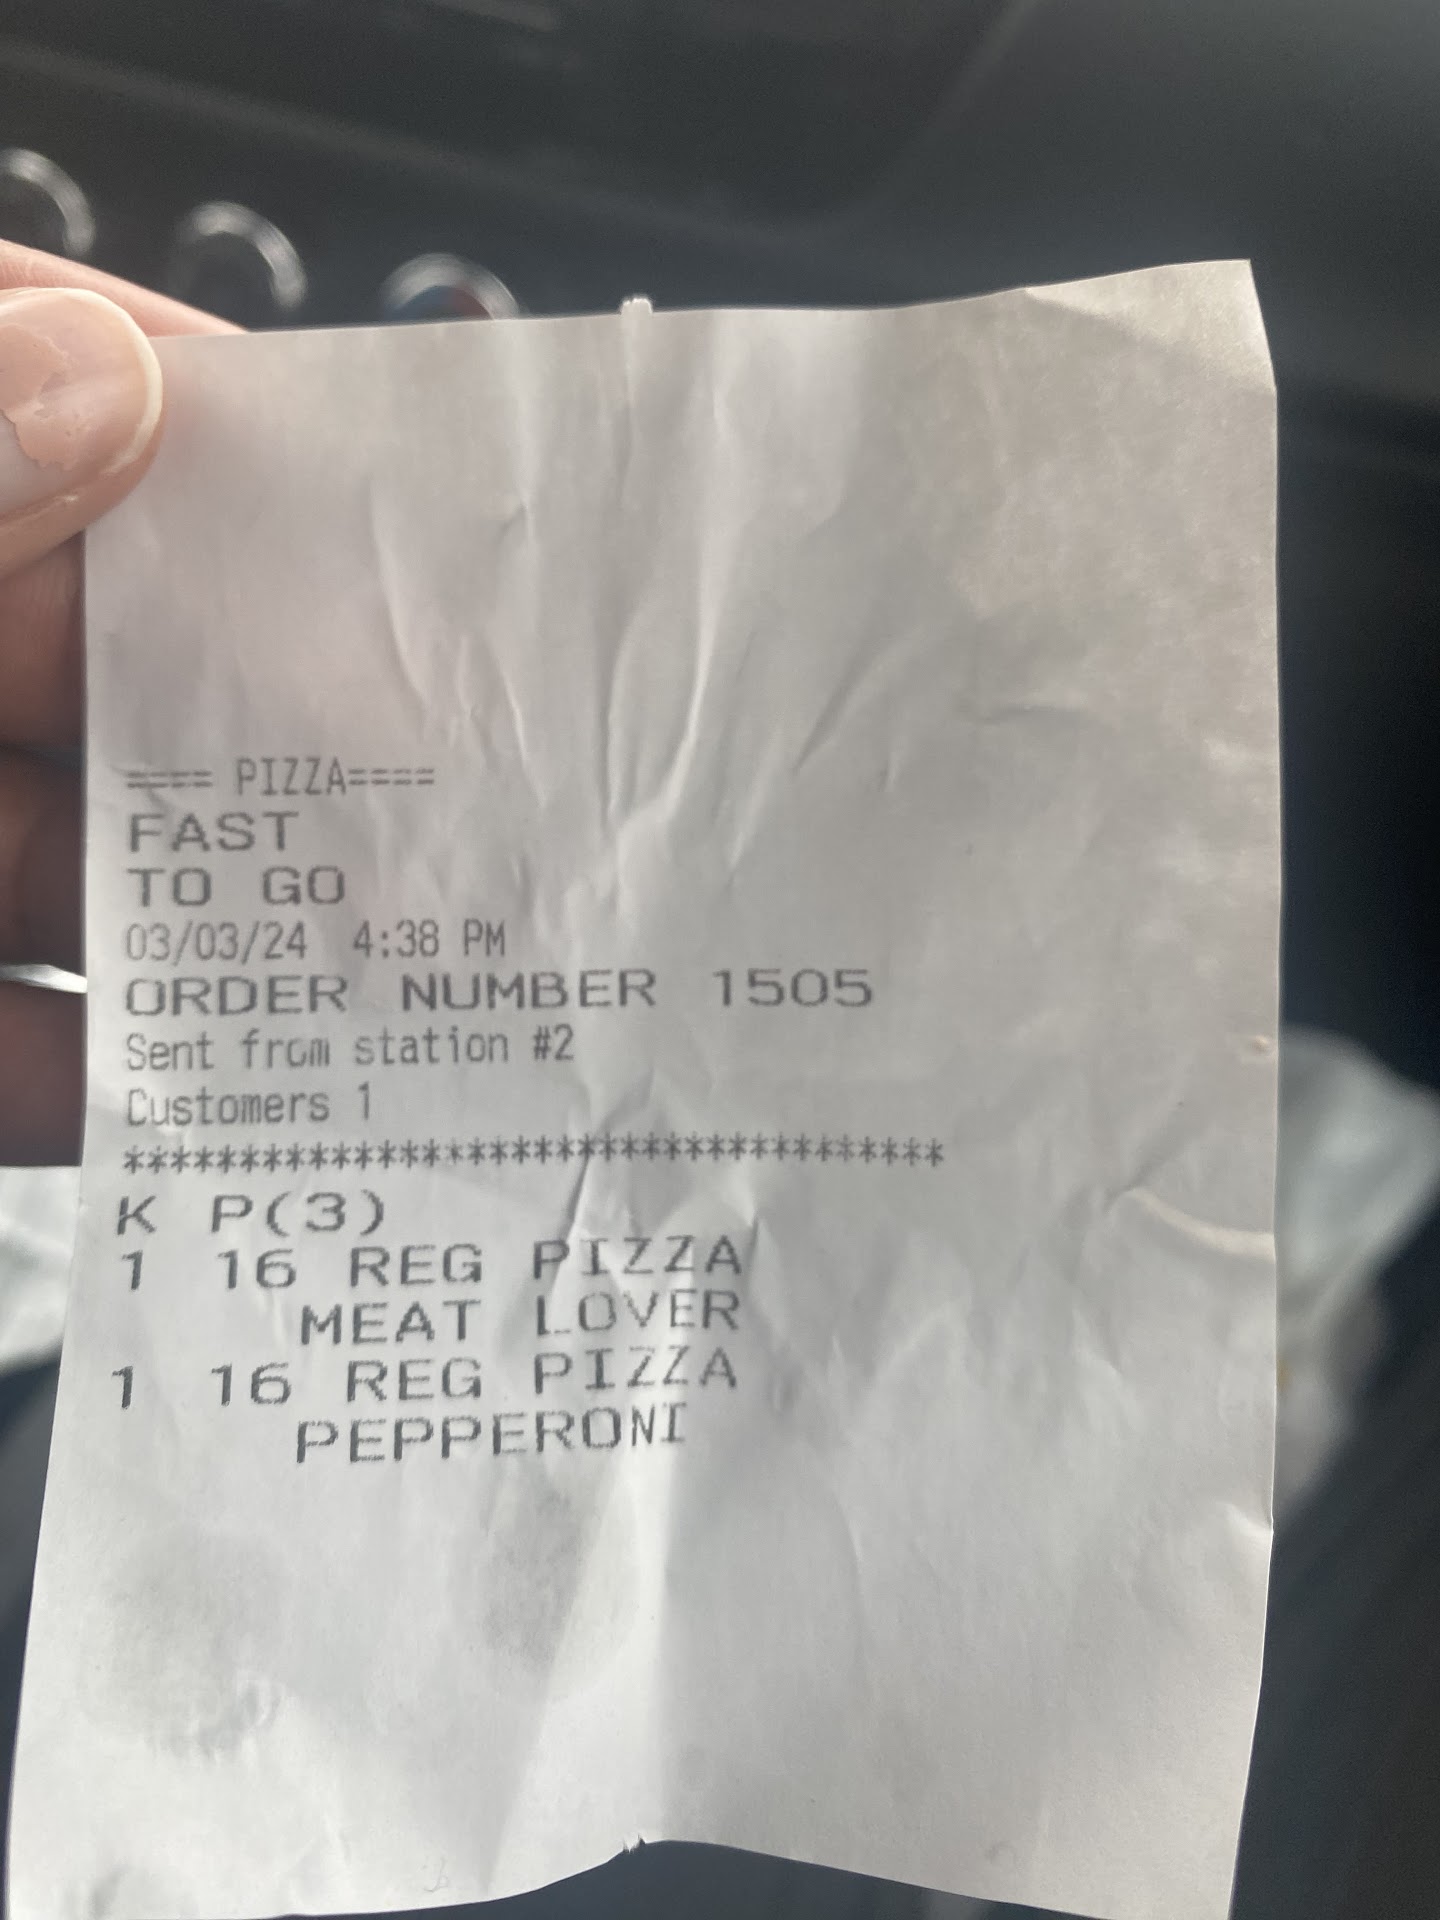 ==== PIZZA====
FAST
TO GO
03/03/24 4:38 PM
ORDER NUMBER 1505
Sent from station #2
Customers 1
************************************
K P(3)
1 16 REG PIZZA
MEAT LOVER
1 16 REG PIZZA
PEPPERONI